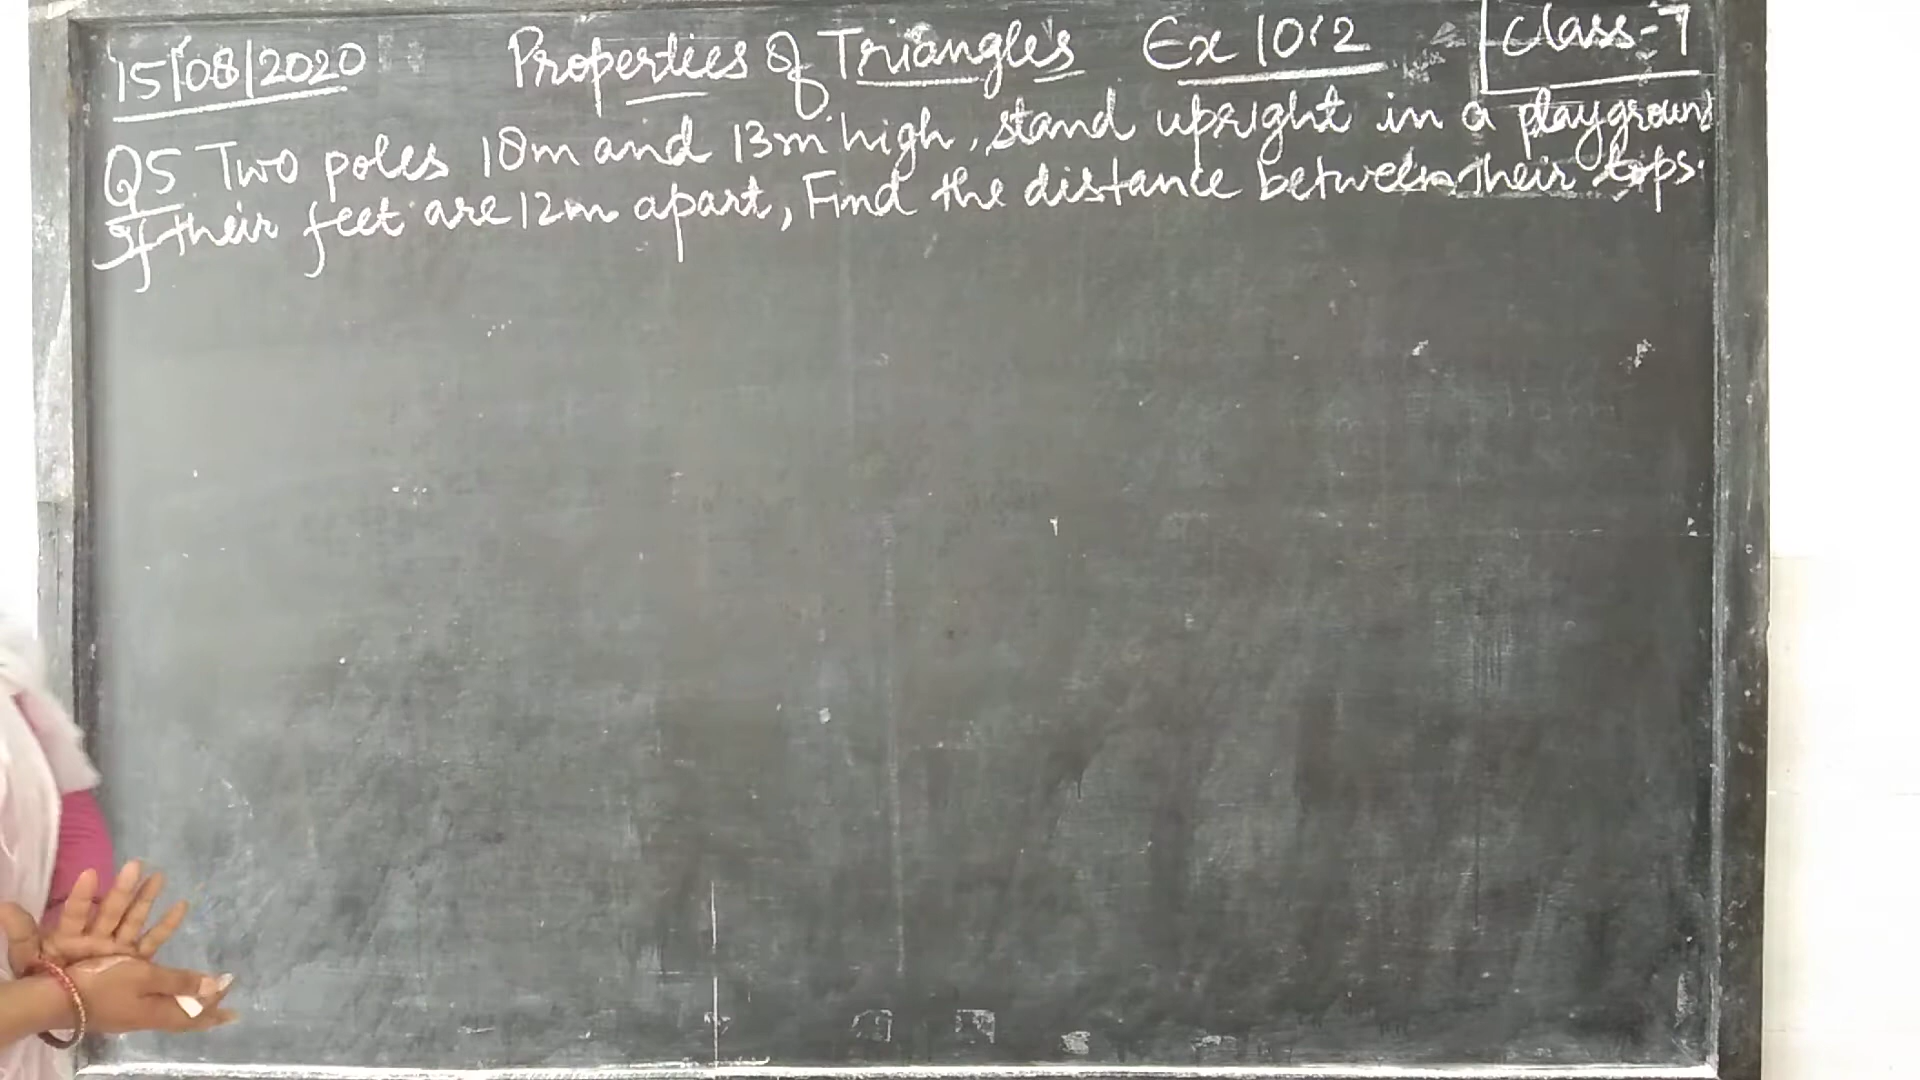 15/08/2020 Properties of Triangles Ex 10.2 Class-7
Q5 Two poles 18m and 13m high, stand upright in a playground
If their feet are 12m apart, Find the distance between their tops.